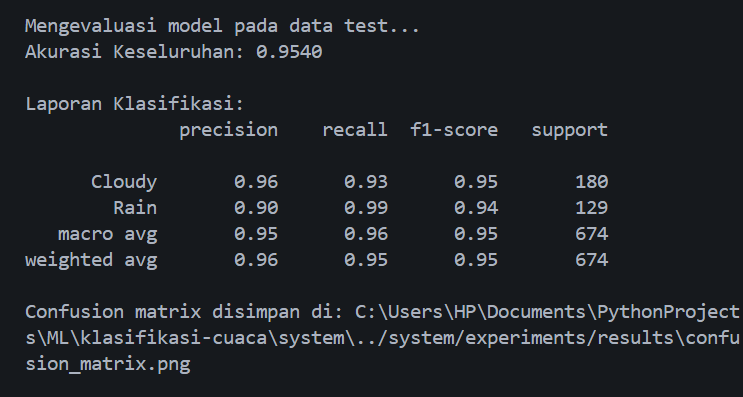 Mengevaluasi model pada data test...
Akurasi Keseluruhan: 0.9540
Laporan Klasifikasi:
precision recall f1-score support
Cloudy 0.96 0.93 0.95 180
Rain 0.90 0.99 0.94 129
macro avg 0.95 0.96 0.95 674
weighted avg 0.96 0.95 0.95 674
Confusion matrix disimpan di: C:\Users\HP\Documents\PythonProject
s\ML\klasifikasi-cuaca\system\../system/experiments/results\confu
sion_matrix.png